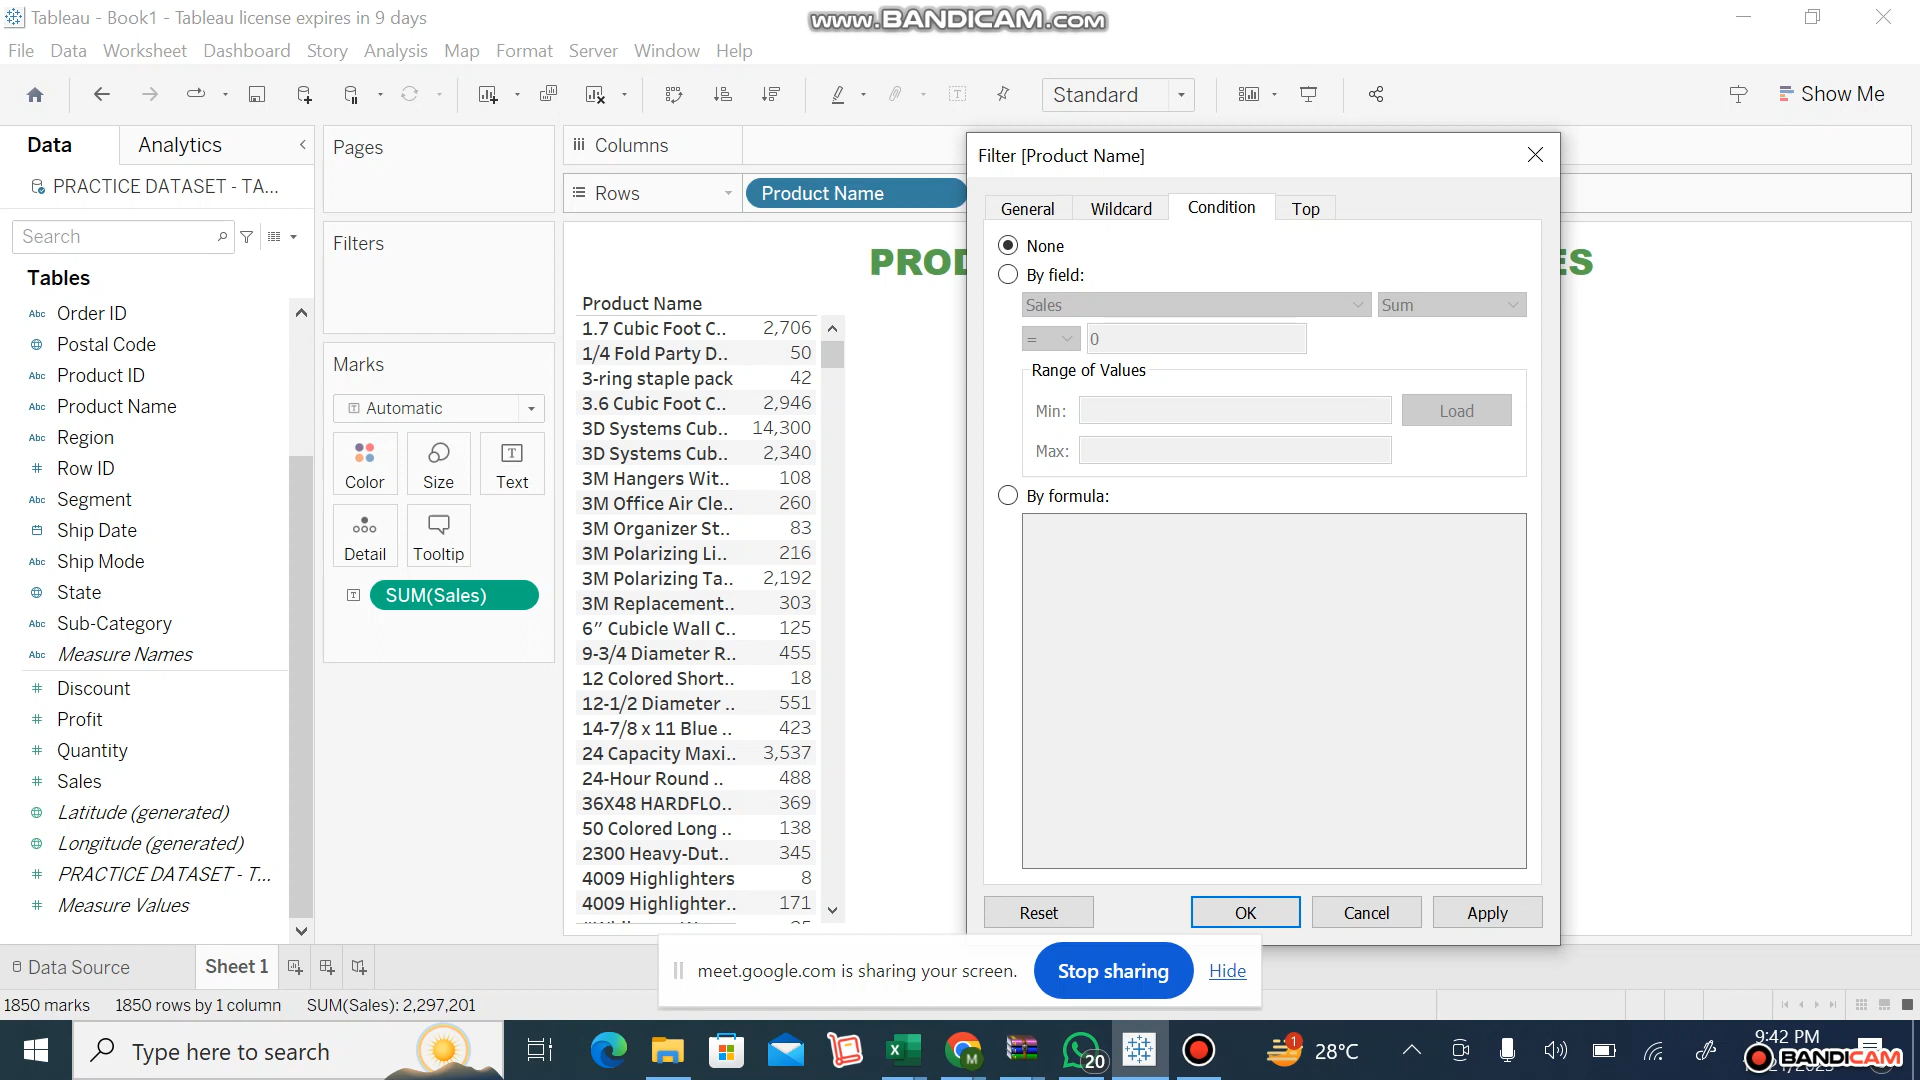 Tableau - Book1 - Tableau license expires in 9 days
www.BANDICAM.com
File Data Worksheet Dashboard Story Analysis Map Format Server Window Help
Standard
Show Me
Data
Analytics
PRACTICE DATASET - TA...
Search
Tables
Abc Order ID
Postal Code
Abc Product ID
Abc Product Name
Abc Region
# Row ID
Abc Segment
Ship Date
Abc Ship Mode
State
Abc Sub-Category
Abc Measure Names
# Discount
# Profit
# Quantity
# Sales
Latitude (generated)
Longitude (generated)
# PRACTICE DATASET - T...
# Measure Values
Pages
Filters
Marks
Automatic
Color
Size
Text
Detail
Tooltip
SUM(Sales)
Columns
Rows
Product Name
PROD
ES
Product Name
1.7 Cubic Foot C.. 2,706
1/4 Fold Party D.. 50
3-ring staple pack 42
3.6 Cubic Foot C.. 2,946
3D Systems Cub.. 14,300
3D Systems Cub.. 2,340
3M Hangers Wit.. 108
3M Office Air Cle.. 260
3M Organizer St.. 83
3M Polarizing Li.. 216
3M Polarizing Ta.. 2,192
3M Replacement.. 303
6″ Cubicle Wall C.. 125
9-3/4 Diameter R.. 455
12 Colored Short.. 18
12-1/2 Diameter .. 551
14-7/8 x 11 Blue .. 423
24 Capacity Maxi.. 3,537
24-Hour Round .. 488
36X48 HARDFLO.. 369
50 Colored Long .. 138
2300 Heavy-Dut.. 345
4009 Highlighters 8
4009 Highlighter.. 171
Filter [Product Name]
General
Wildcard
Condition
Top
None
By field:
Sales
Sum
=
0
Range of Values
Min:
Load
Max:
By formula:
Reset
OK
Cancel
Apply
meet.google.com is sharing your screen.
Stop sharing
Hide
Data Source
Sheet 1
1850 marks
1850 rows by 1 column
SUM(Sales): 2,297,201
Type here to search
20
1
28°C
9:42 PM
BANDICAM